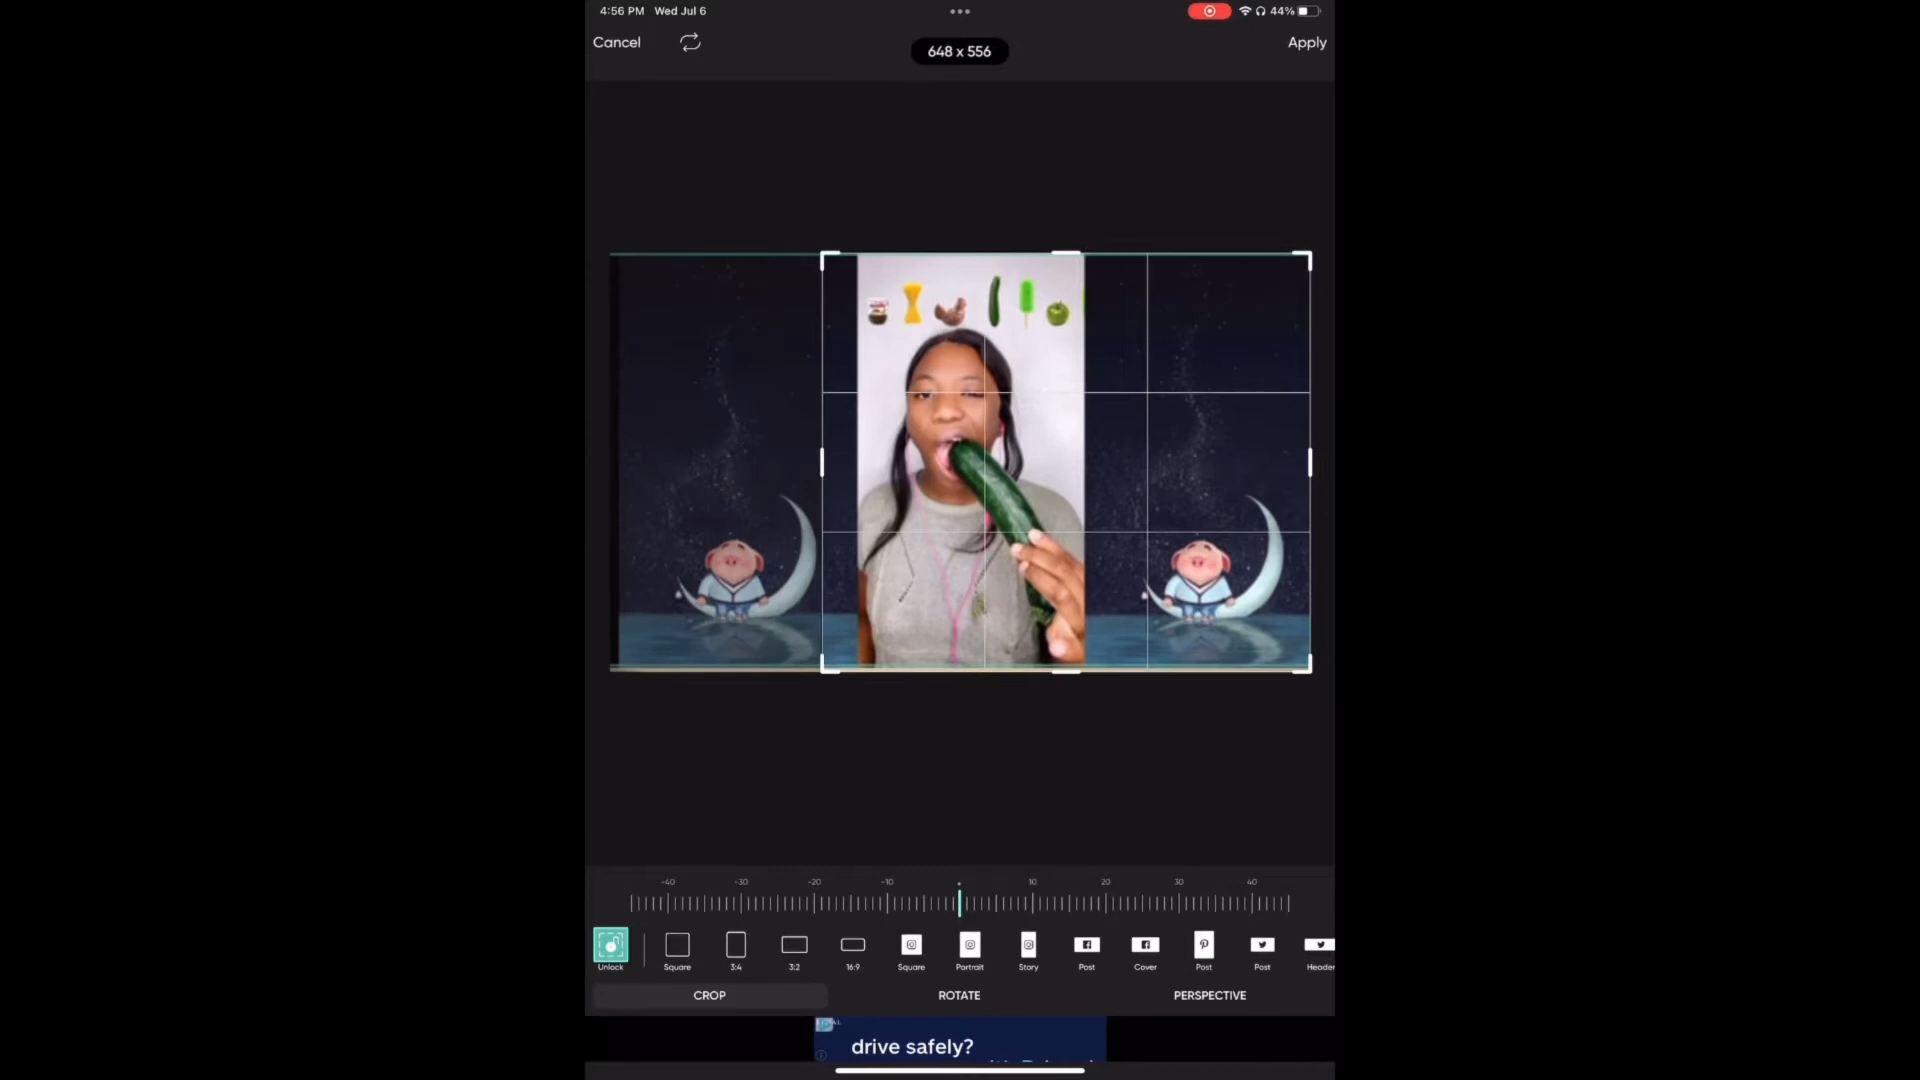 4:56 PM Wed Jul 6
44%
Cancel
648 x 556
Apply
-40 -30 -20 -10 10 20 30 40
Unlock Square 3:4 3:2 16:9 Square Portrait Story Post Cover Post Post Header
CROP ROTATE PERSPECTIVE
drive safely?